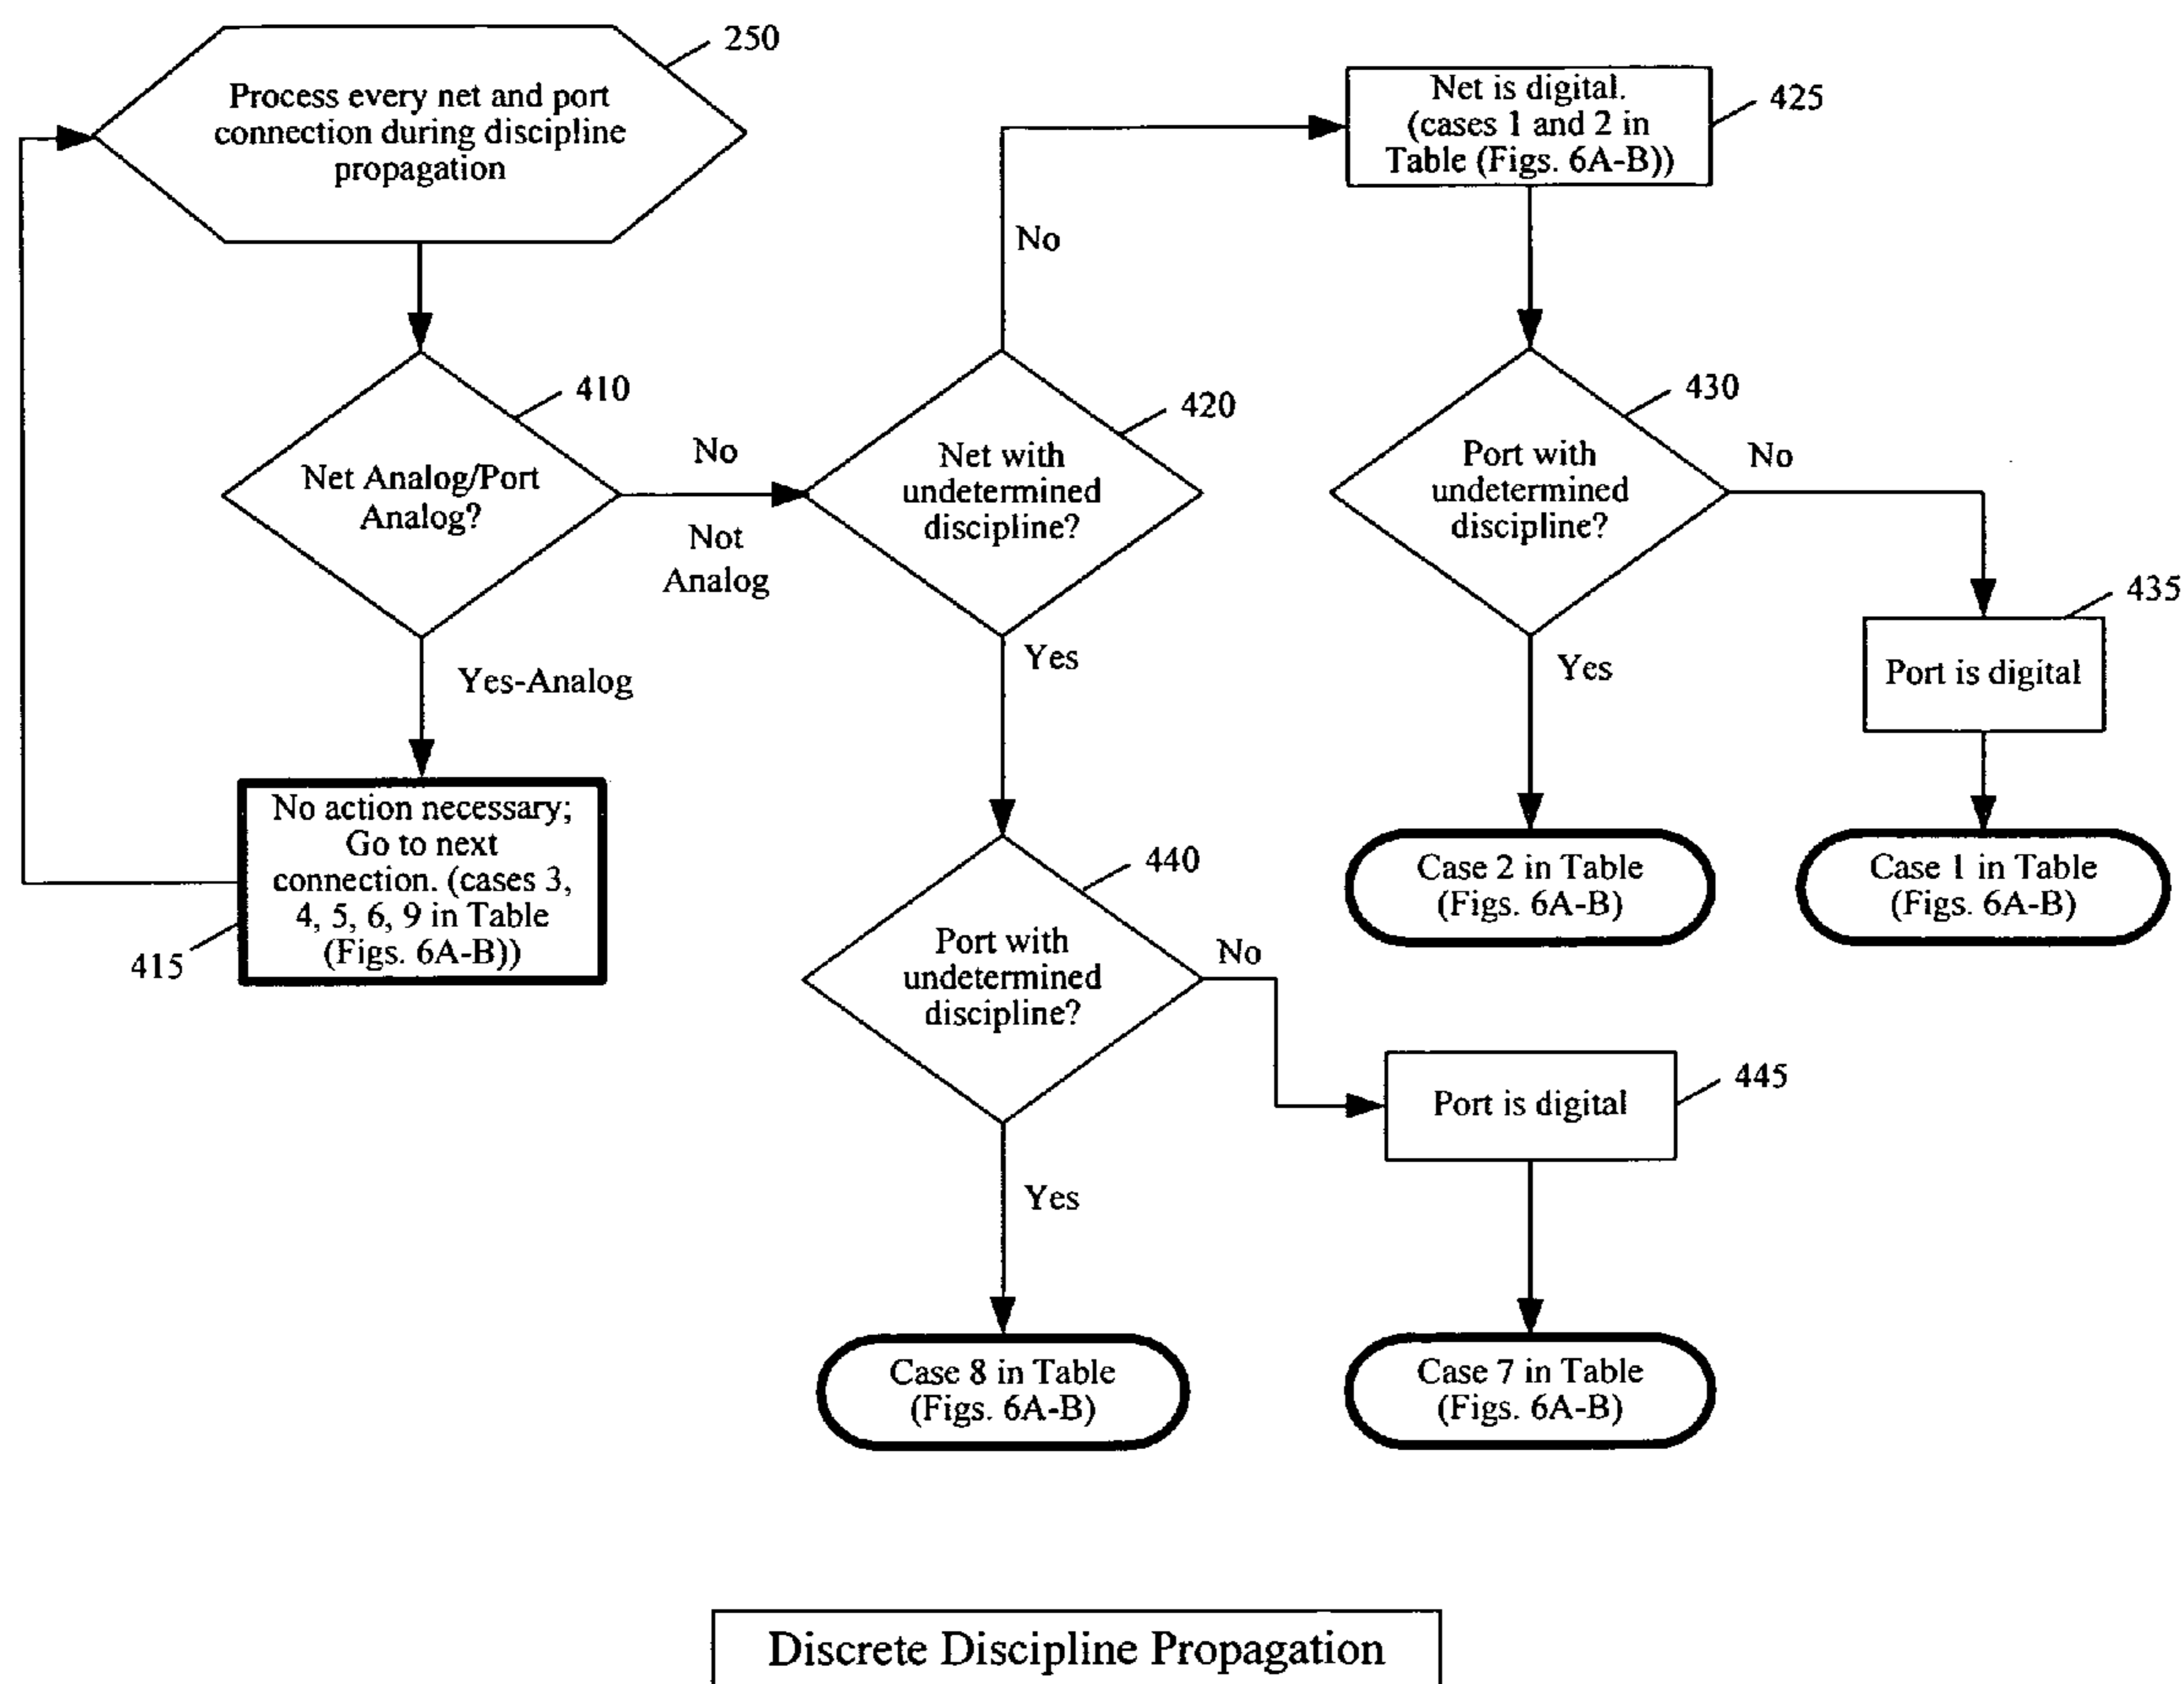 250
Process every net and port
connection during discipline
propagation
410
Net Analog/Port
Analog?
No
Not
Analog
Yes-Analog
No action necessary;
Go to next
connection. (cases 3,
4, 5, 6, 9 in Table
(Figs. 6A-B))
415
420
Net with
undetermined
discipline?
No
Yes
Net is digital.
(cases 1 and 2 in
Table (Figs. 6A-B))
425
430
Port with
undetermined
discipline?
No
Yes
435
Port is digital
Case 2 in Table
(Figs. 6A-B)
Case 1 in Table
(Figs. 6A-B)
440
Port with
undetermined
discipline?
No
Yes
Port is digital
445
Case 8 in Table
(Figs. 6A-B)
Case 7 in Table
(Figs. 6A-B)
Discrete Discipline Propagation